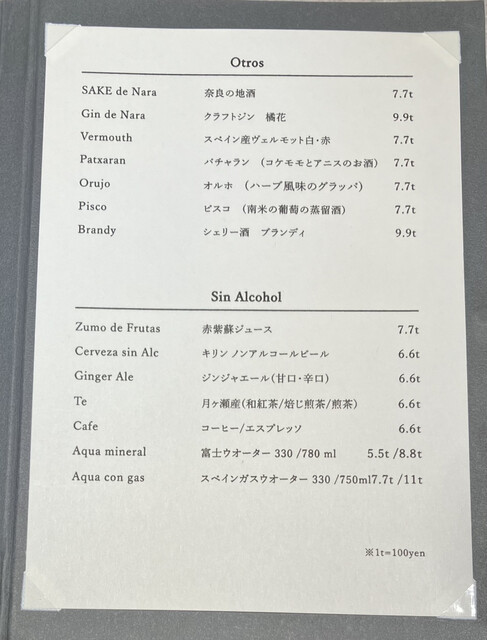 Otros
SAKE de Nara 奈良の地酒 7.7t
Gin de Nara クラフトジン 橘花 9.9t
Vermouth スペイン産ヴェルモット白・赤 7.7t
Patxaran パチャラン (コケモモとアニスのお酒) 7.7t
Orujo オルホ (ハーブ風味のグラッパ) 7.7t
Pisco ピスコ (南米の葡萄の蒸留酒) 7.7t
Brandy シェリー酒 ブランディ 9.9t
Sin Alcohol
Zumo de Frutas 赤紫蘇ジュース 7.7t
Cerveza sin Alc キリン ノンアルコールビール 6.6t
Ginger Ale ジンジャエール(甘口・辛口) 6.6t
Te 月ヶ瀬産(和紅茶/焙じ煎茶/煎茶) 6.6t
Cafe コーヒー/エスプレッソ 6.6t
Aqua mineral 富士ウオーター 330 /780 ml 5.5t /8.8t
Aqua con gas スペインガスウオーター 330 /750ml7.7t /11t
※1t=100yen